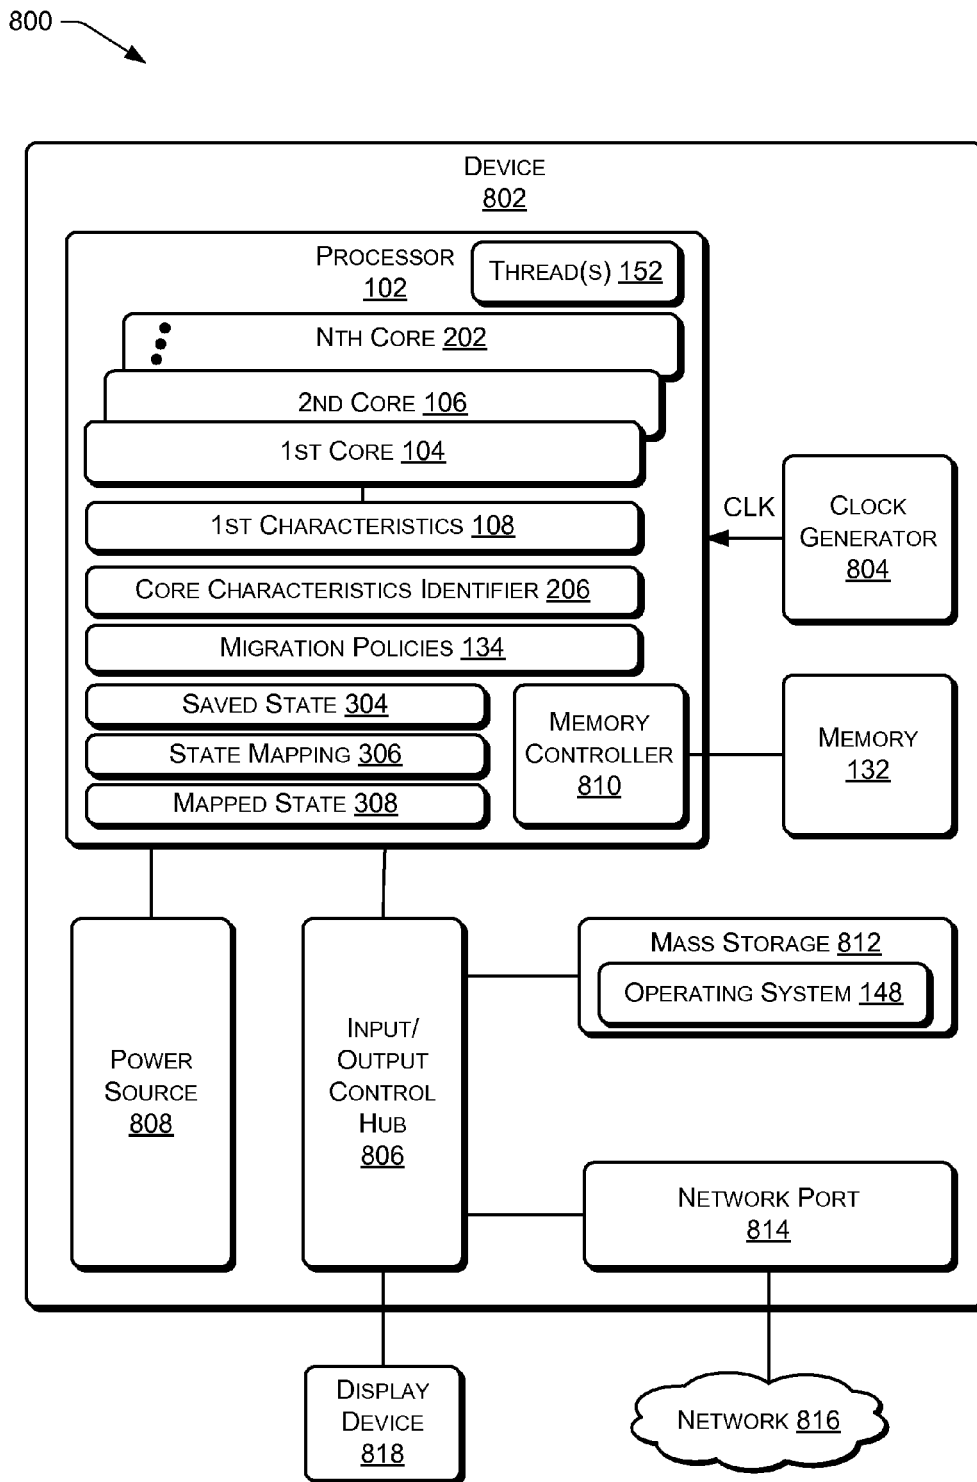 800
DEVICE
802
PROCESSOR
102
THREAD(S) 152
NTH CORE 202
2ND CORE 106
1ST CORE 104
1ST CHARACTERISTICS 108
CORE CHARACTERISTICS IDENTIFIER 206
MIGRATION POLICIES 134
SAVED STATE 304
STATE MAPPING 306
MAPPED STATE 308
MEMORY
CONTROLLER
810
CLK
CLOCK
GENERATOR
804
MEMORY
132
POWER
SOURCE
808
INPUT/
OUTPUT
CONTROL
HUB
806
MASS STORAGE 812
OPERATING SYSTEM 148
NETWORK PORT
814
DISPLAY
DEVICE
818
NETWORK 816